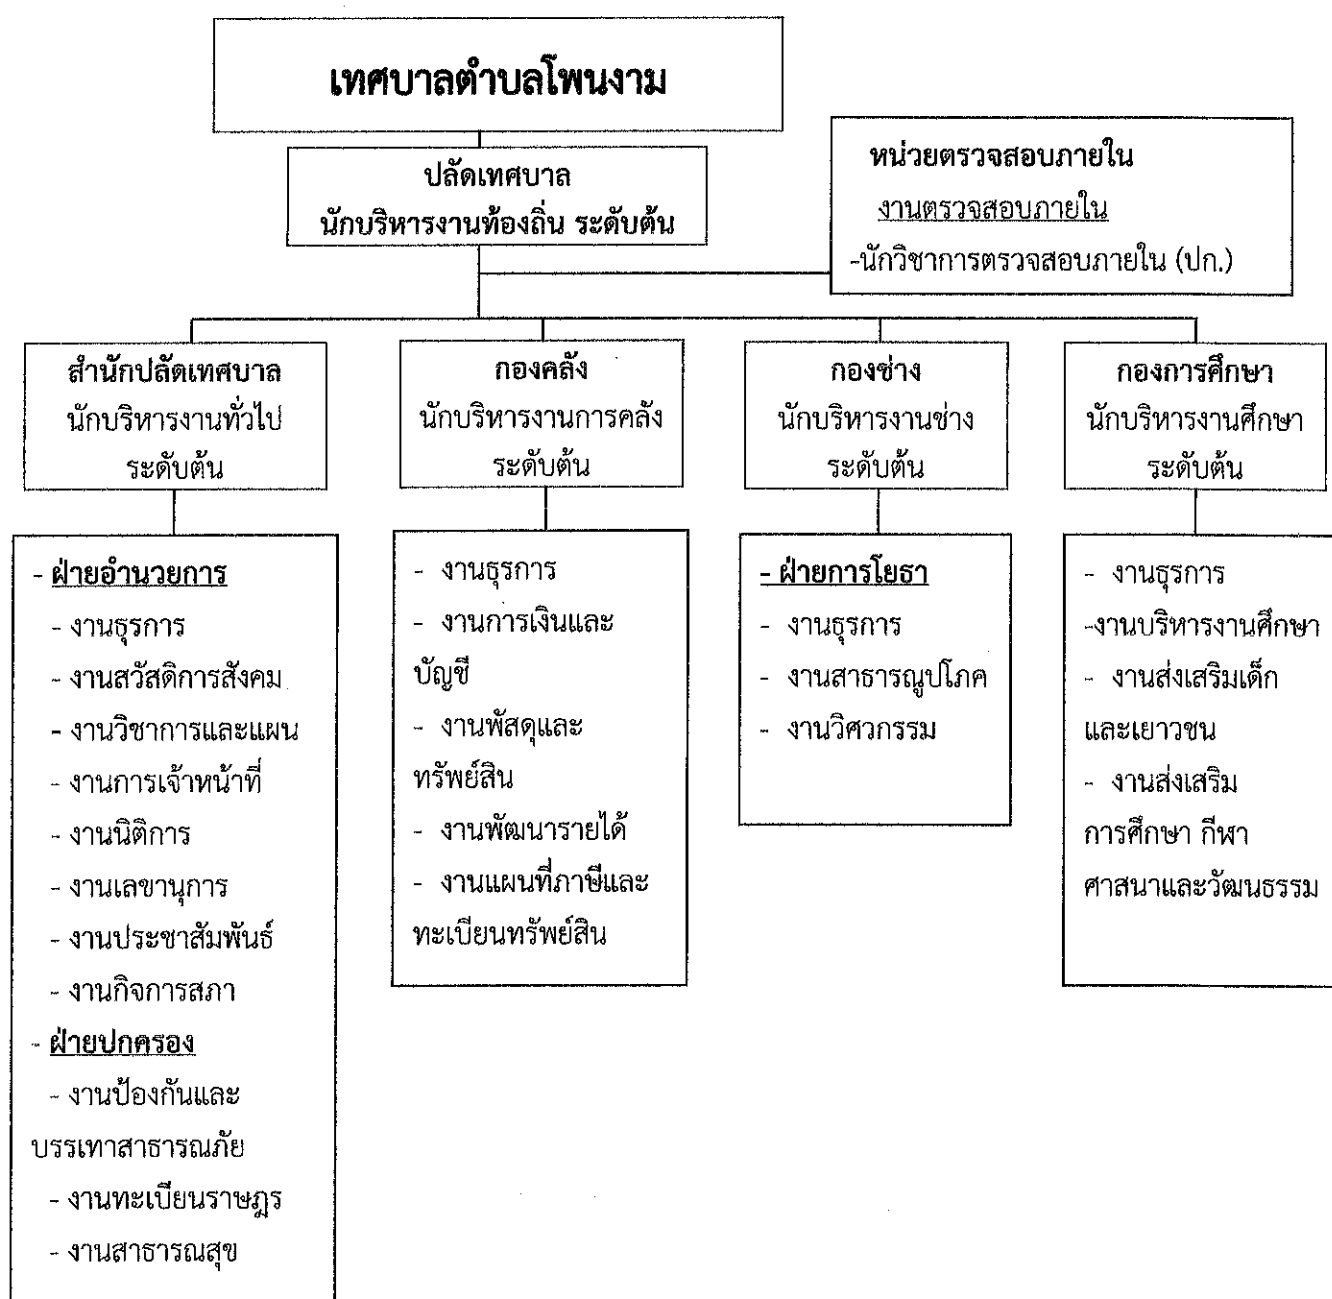 เทศบาลตำบลโพนงาม
ปลัดเทศบาล
นักบริหารงานท้องถิ่น ระดับต้น
หน่วยตรวจสอบภายใน
งานตรวจสอบภายใน
-นักวิชาการตรวจสอบภายใน (ปก.)
สำนักปลัดเทศบาล
นักบริหารงานทั่วไป
ระดับต้น
กองคลัง
นักบริหารงานการคลัง
ระดับต้น
กองช่าง
นักบริหารงานช่าง
ระดับต้น
กองการศึกษา
นักบริหารงานศึกษา
ระดับต้น
- ฝ่ายอำนวยการ
- งานธุรการ
- งานสวัสดิการสังคม
- งานวิชาการและแผน
- งานการเจ้าหน้าที่
- งานนิติการ
- งานเลขานุการ
- งานประชาสัมพันธ์
- งานกิจการสภา
- ฝ่ายปกครอง
- งานป้องกันและ
บรรเทาสาธารณภัย
- งานทะเบียนราษฎร
- งานสาธารณสุข
- งานธุรการ
- งานการเงินและ
บัญชี
- งานพัสดุและ
ทรัพย์สิน
- งานพัฒนารายได้
- งานแผนที่ภาษีและ
ทะเบียนทรัพย์สิน
- ฝ่ายการโยธา
- งานธุรการ
- งานสาธารณูปโภค
- งานวิศวกรรม
- งานธุรการ
-งานบริหารงานศึกษา
- งานส่งเสริมเด็ก
และเยาวชน
- งานส่งเสริม
การศึกษา กีฬา
ศาสนาและวัฒนธรรม